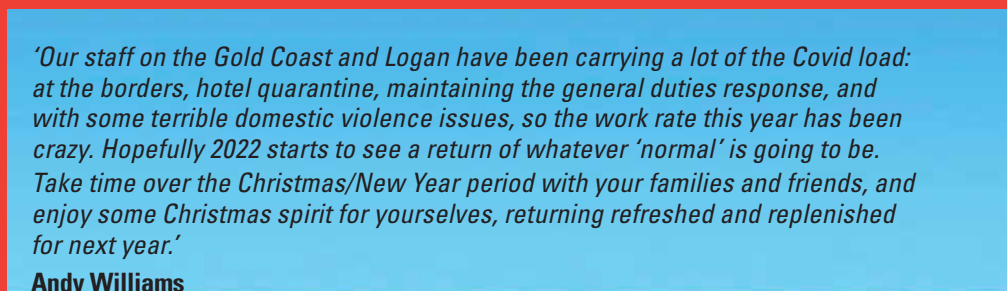 ‘Our staff on the Gold Coast and Logan have been carrying a lot of the Covid load:
at the borders, hotel quarantine, maintaining the general duties response, and
with some terrible domestic violence issues, so the work rate this year has been
crazy. Hopefully 2022 starts to see a return of whatever ‘normal’ is going to be.
Take time over the Christmas/New Year period with your families and friends, and
enjoy some Christmas spirit for yourselves, returning refreshed and replenished
for next year.’
Andy Williams